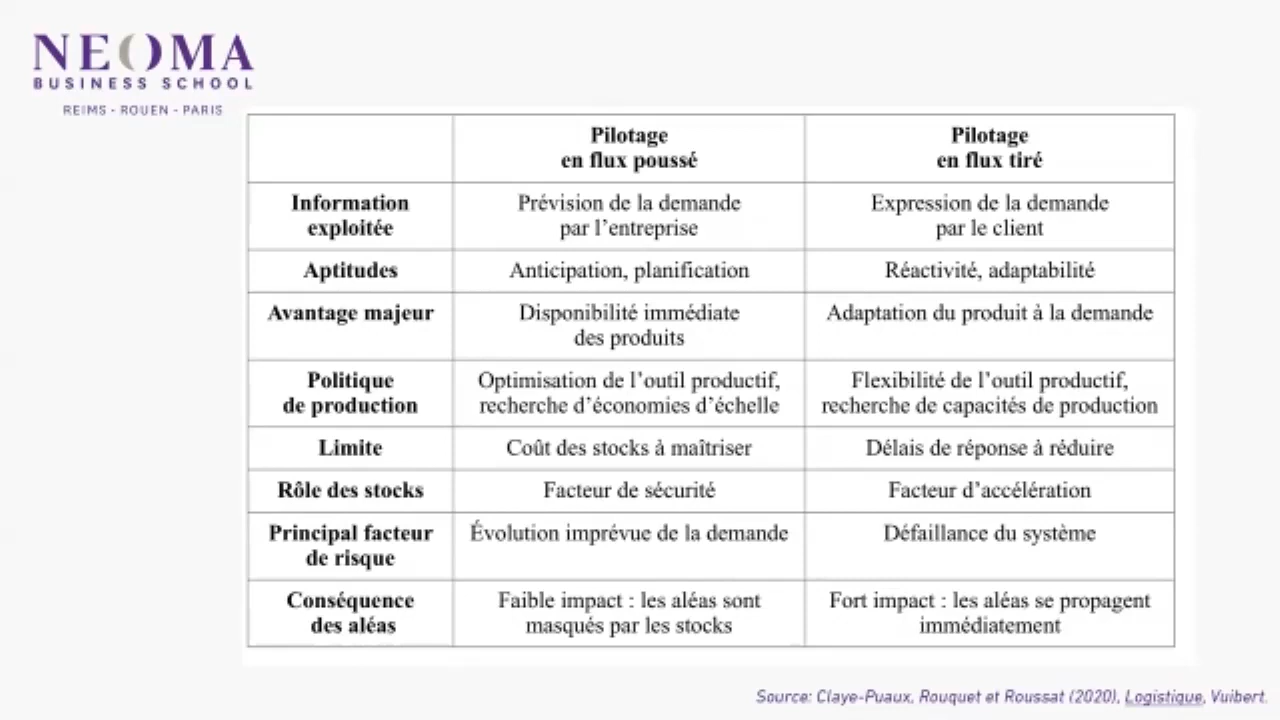 NEOMA
BUSINESS SCHOOL
REIMS - ROUEN - PARIS
Pilotage
en flux poussé
Pilotage
en flux tiré
Information
exploitée
Prévision de la demande
par l’entreprise
Expression de la demande
par le client
Aptitudes
Anticipation, planification
Réactivité, adaptabilité
Avantage majeur
Disponibilité immédiate
des produits
Adaptation du produit à la demande
Politique
de production
Optimisation de l’outil productif,
recherche d’économies d’échelle
Flexibilité de l’outil productif,
recherche de capacités de production
Limite
Coût des stocks à maîtriser
Délais de réponse à réduire
Rôle des stocks
Facteur de sécurité
Facteur d’accélération
Principal facteur
de risque
Évolution imprévue de la demande
Défaillance du système
Conséquence
des aléas
Faible impact : les aléas sont
masqués par les stocks
Fort impact : les aléas se propagent
immédiatement
Source: Claye-Puaux, Rouquet et Roussat (2020), Logistique, Vuibert.